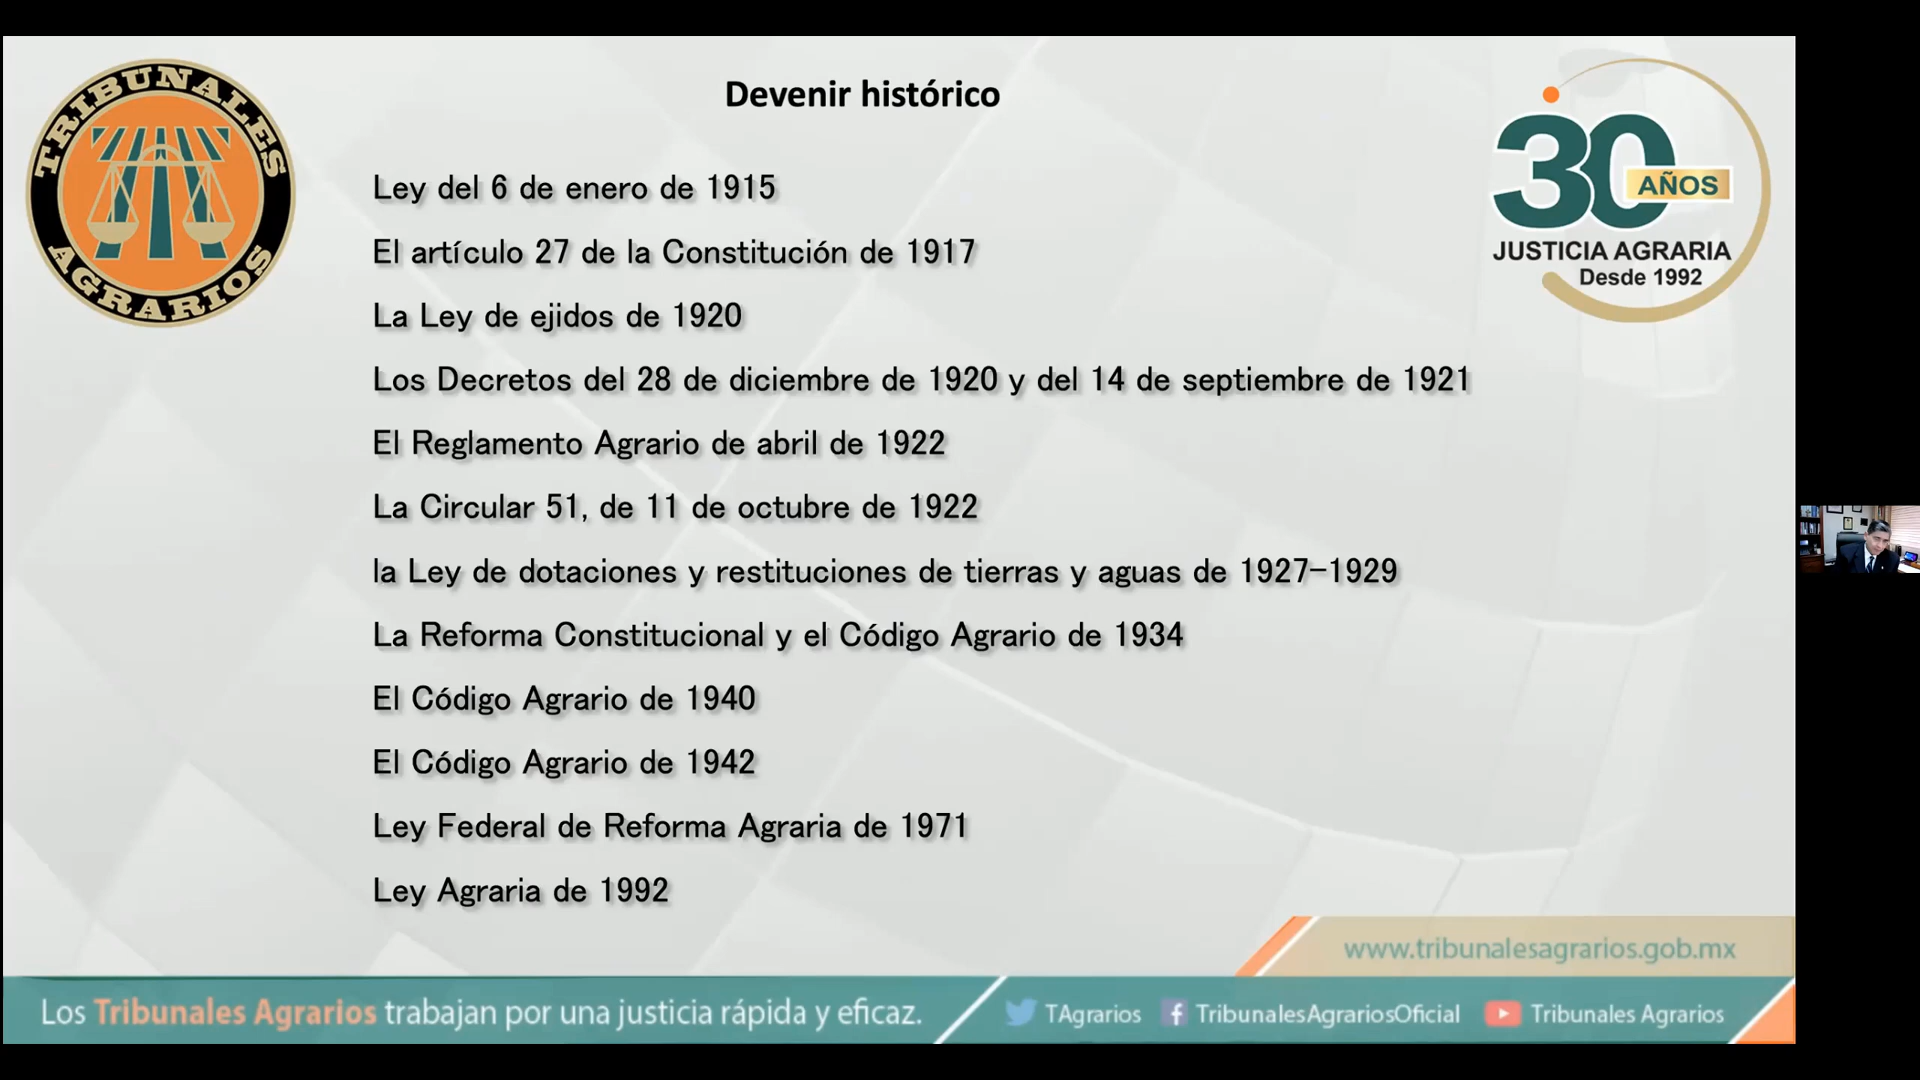 TRIBUNALES
AGRARIOS
Devenir histórico
30
AÑOS
JUSTICIA AGRARIA
Desde 1992
Ley del 6 de enero de 1915
El artículo 27 de la Constitución de 1917
La Ley de ejidos de 1920
Los Decretos del 28 de diciembre de 1920 y del 14 de septiembre de 1921
El Reglamento Agrario de abril de 1922
La Circular 51, de 11 de octubre de 1922
la Ley de dotaciones y restituciones de tierras y aguas de 1927-1929
La Reforma Constitucional y el Código Agrario de 1934
El Código Agrario de 1940
El Código Agrario de 1942
Ley Federal de Reforma Agraria de 1971
Ley Agraria de 1992
www.tribunalesagrarios.gob.mx
Los Tribunales Agrarios trabajan por una justicia rápida y eficaz.
TAgrarios
TribunalesAgrariosOficial
Tribunales Agrarios